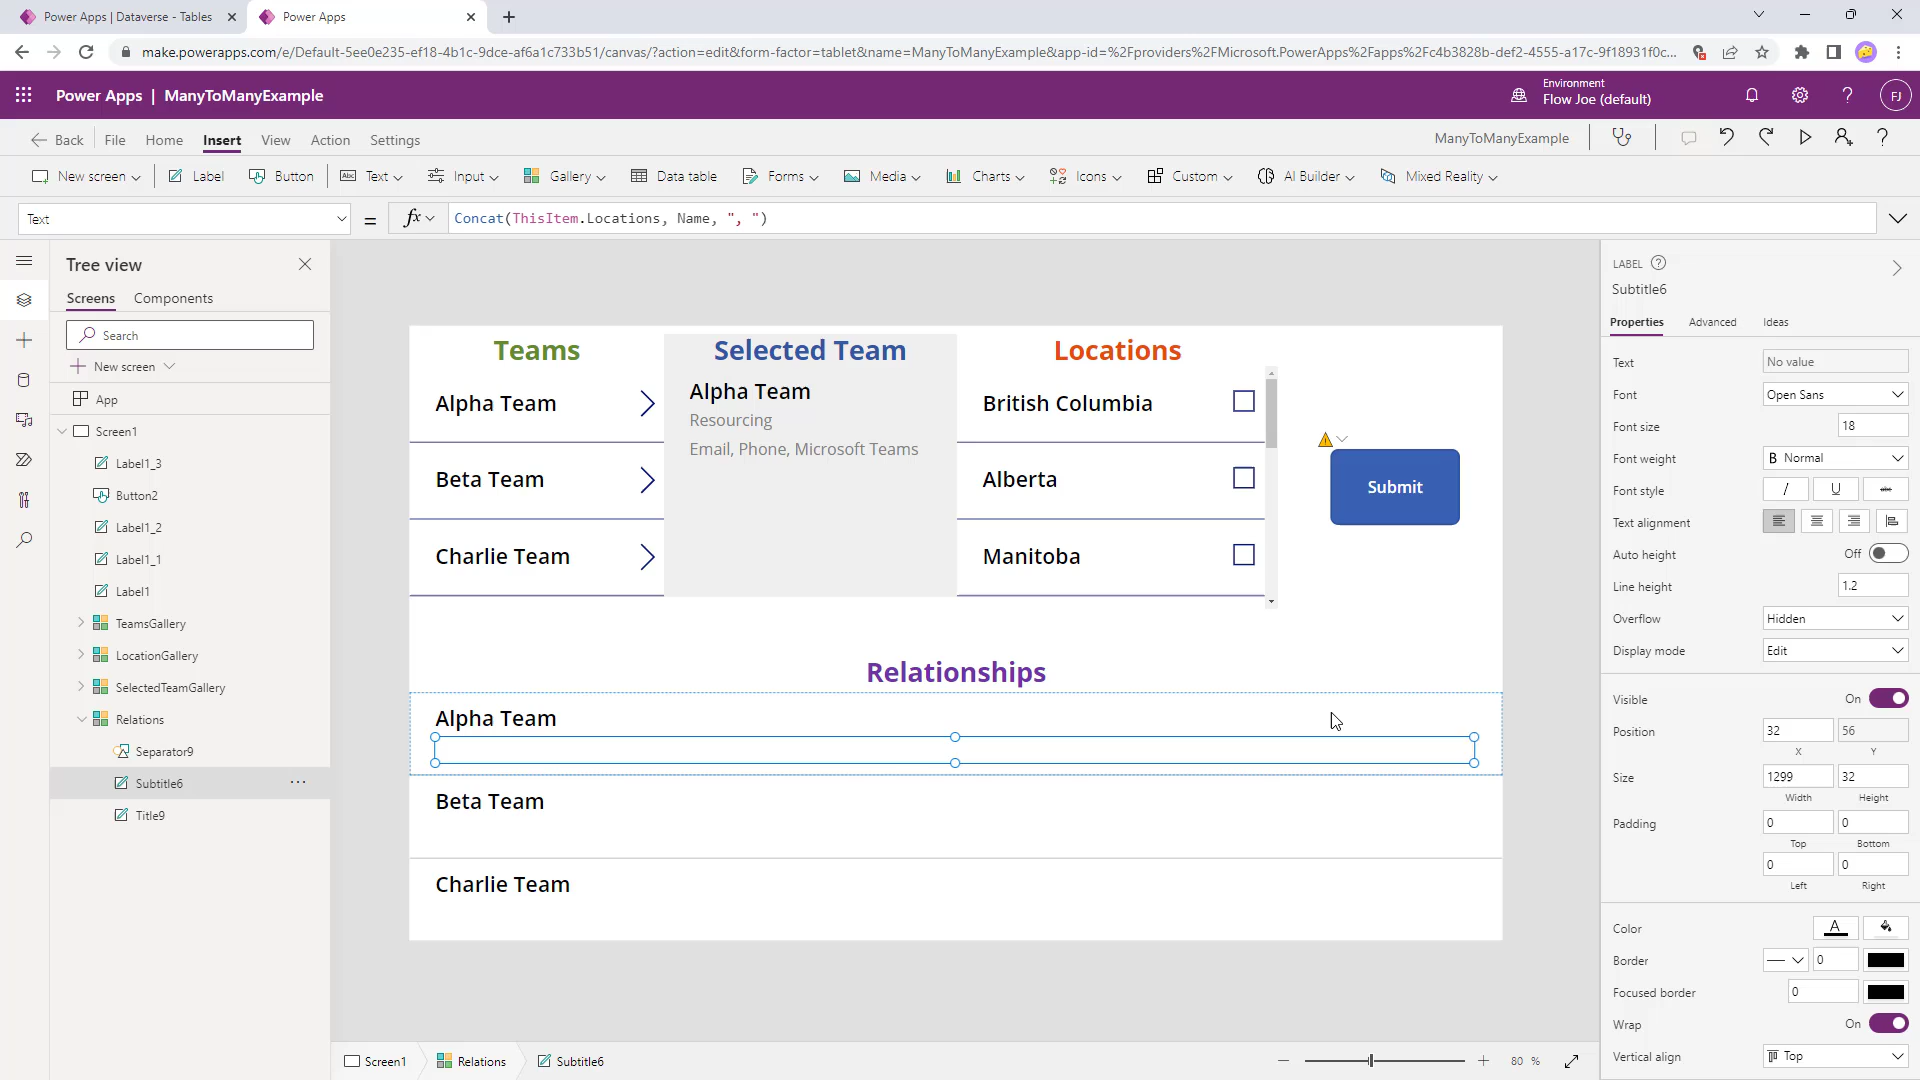 Power Apps | Dataverse - Tables
Power Apps
make.powerapps.com/e/Default-5ee0e235-ef18-4b1c-9dce-af6a1c733b51/canvas/?action=edit&form-factor=tablet&name=ManyToManyExample&app-id=%2Fproviders%2FMicrosoft.PowerApps%2Fapps%2Fc4b3828b-def2-4555-a17c-9f18931f0c...
Power Apps | ManyToManyExample
Environment
Flow Joe (default)
FJ
Back File Home Insert View Action Settings
ManyToManyExample
New screen Label Button Text Input Gallery Data table Forms Media Charts Icons Custom AI Builder Mixed Reality
Text = fx Concat(ThisItem.Locations, Name, ", ")
Tree view
Screens Components
Search
New screen
App
Screen1
Label1_3
Button2
Label1_2
Label1_1
Label1
TeamsGallery
LocationGallery
SelectedTeamGallery
Relations
Separator9
Subtitle6
Title9
Teams
Alpha Team
Beta Team
Charlie Team
Selected Team
Alpha Team
Resourcing
Email, Phone, Microsoft Teams
Locations
British Columbia
Alberta
Manitoba
Submit
Relationships
Alpha Team
Beta Team
Charlie Team
LABEL
Subtitle6
Properties Advanced Ideas
Text No value
Font Open Sans
Font size 18
Font weight B Normal
Font style / U abc
Text alignment
Auto height Off
Line height 1.2
Overflow Hidden
Display mode Edit
Visible On
Position 32 56
X Y
Size 1299 32
Width Height
Padding 0 0
Top Bottom
0 0
Left Right
Color A
Border 0
Focused border 0
Wrap On
Vertical align Top
Screen1 Relations Subtitle6
80 %